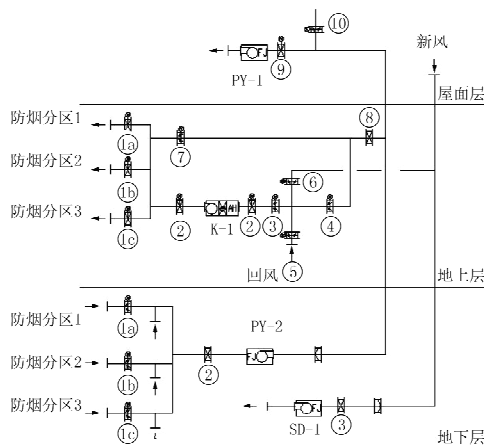 ⑩
新风
FJ
⑨
PY-1
屋面层
防烟分区1
1a
⑦
⑧
防烟分区2
1b
⑥
防烟分区3
1c
②
K-1
②
③
④
回风
⑤
地上层
防烟分区1
1a
PY-2
防烟分区2
1b
②
FJ
防烟分区3
1c
SD-1
FJ
③
地下层